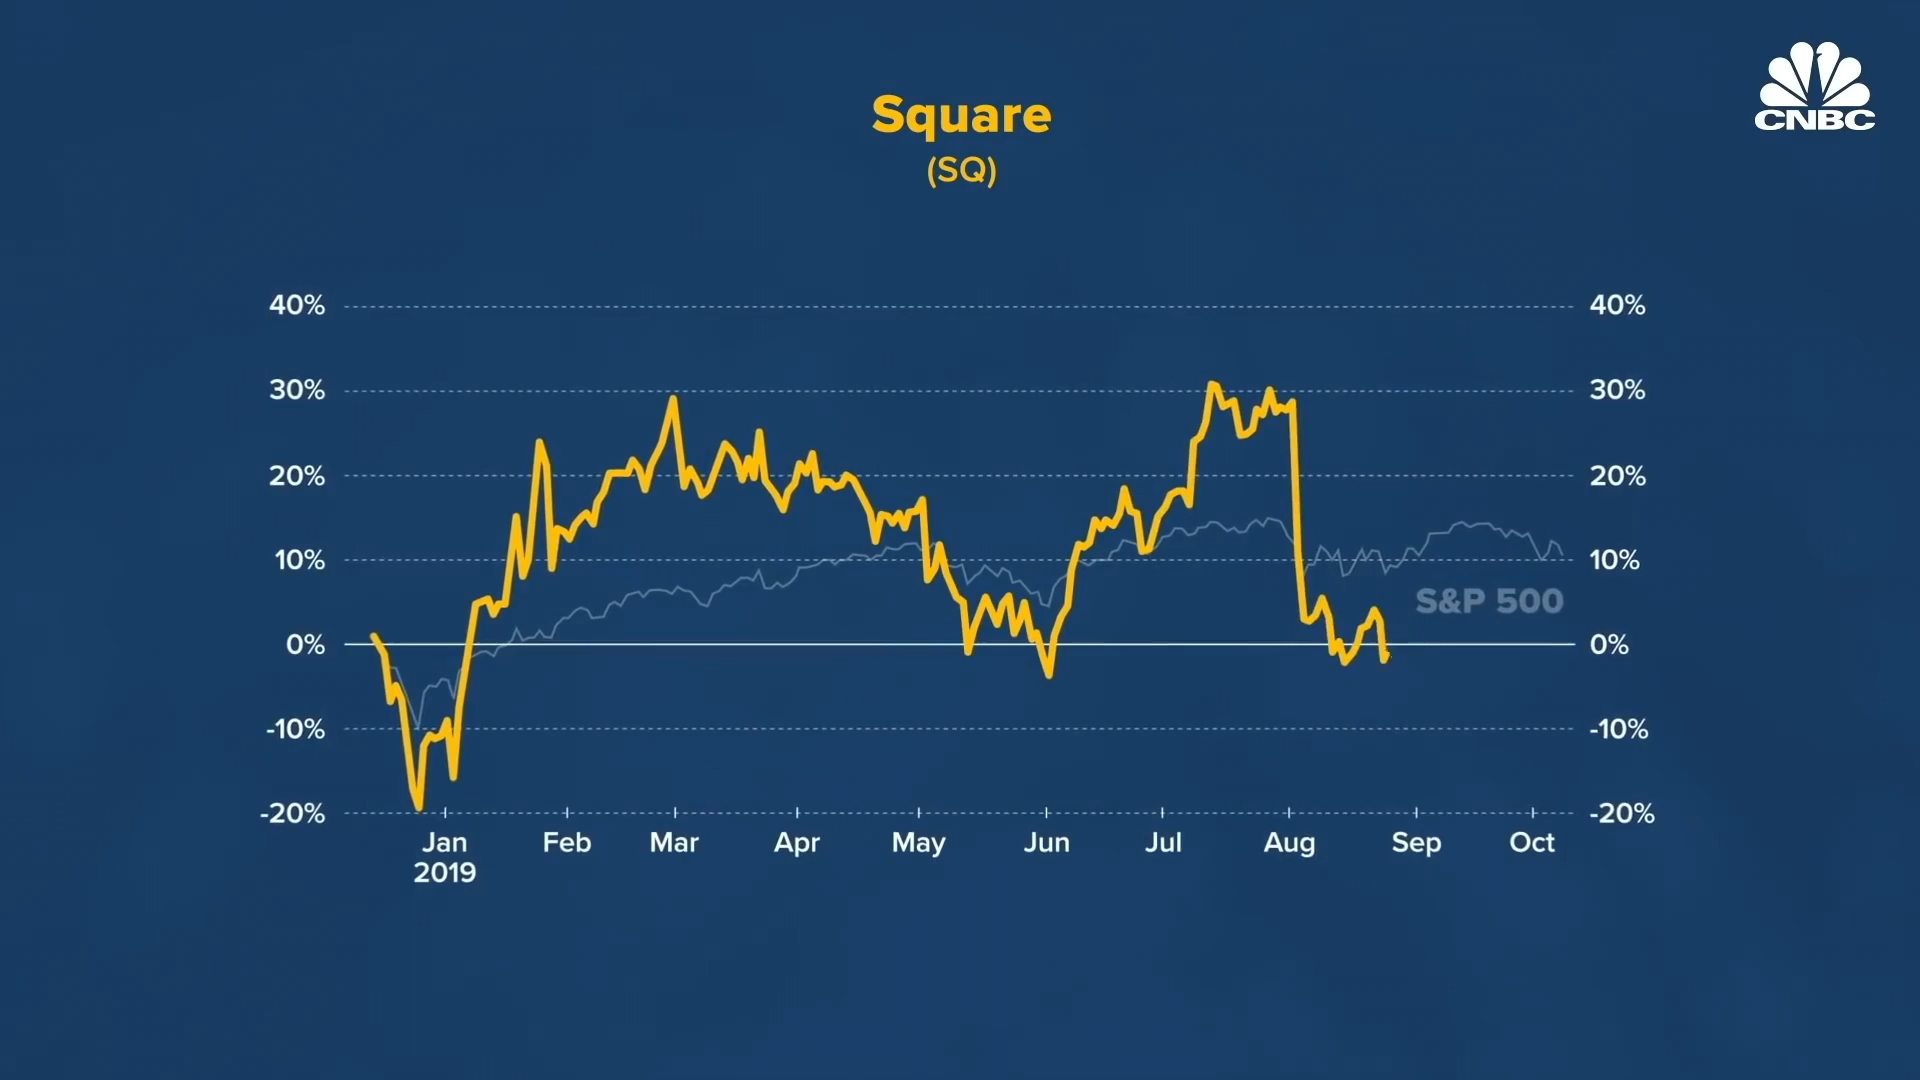 CNBC
Square
(SQ)
40% 40%
30% 30%
20% 20%
10% 10%
S&P 500
0% 0%
-10% -10%
-20% -20%
Jan Feb Mar Apr May Jun Jul Aug Sep Oct
2019